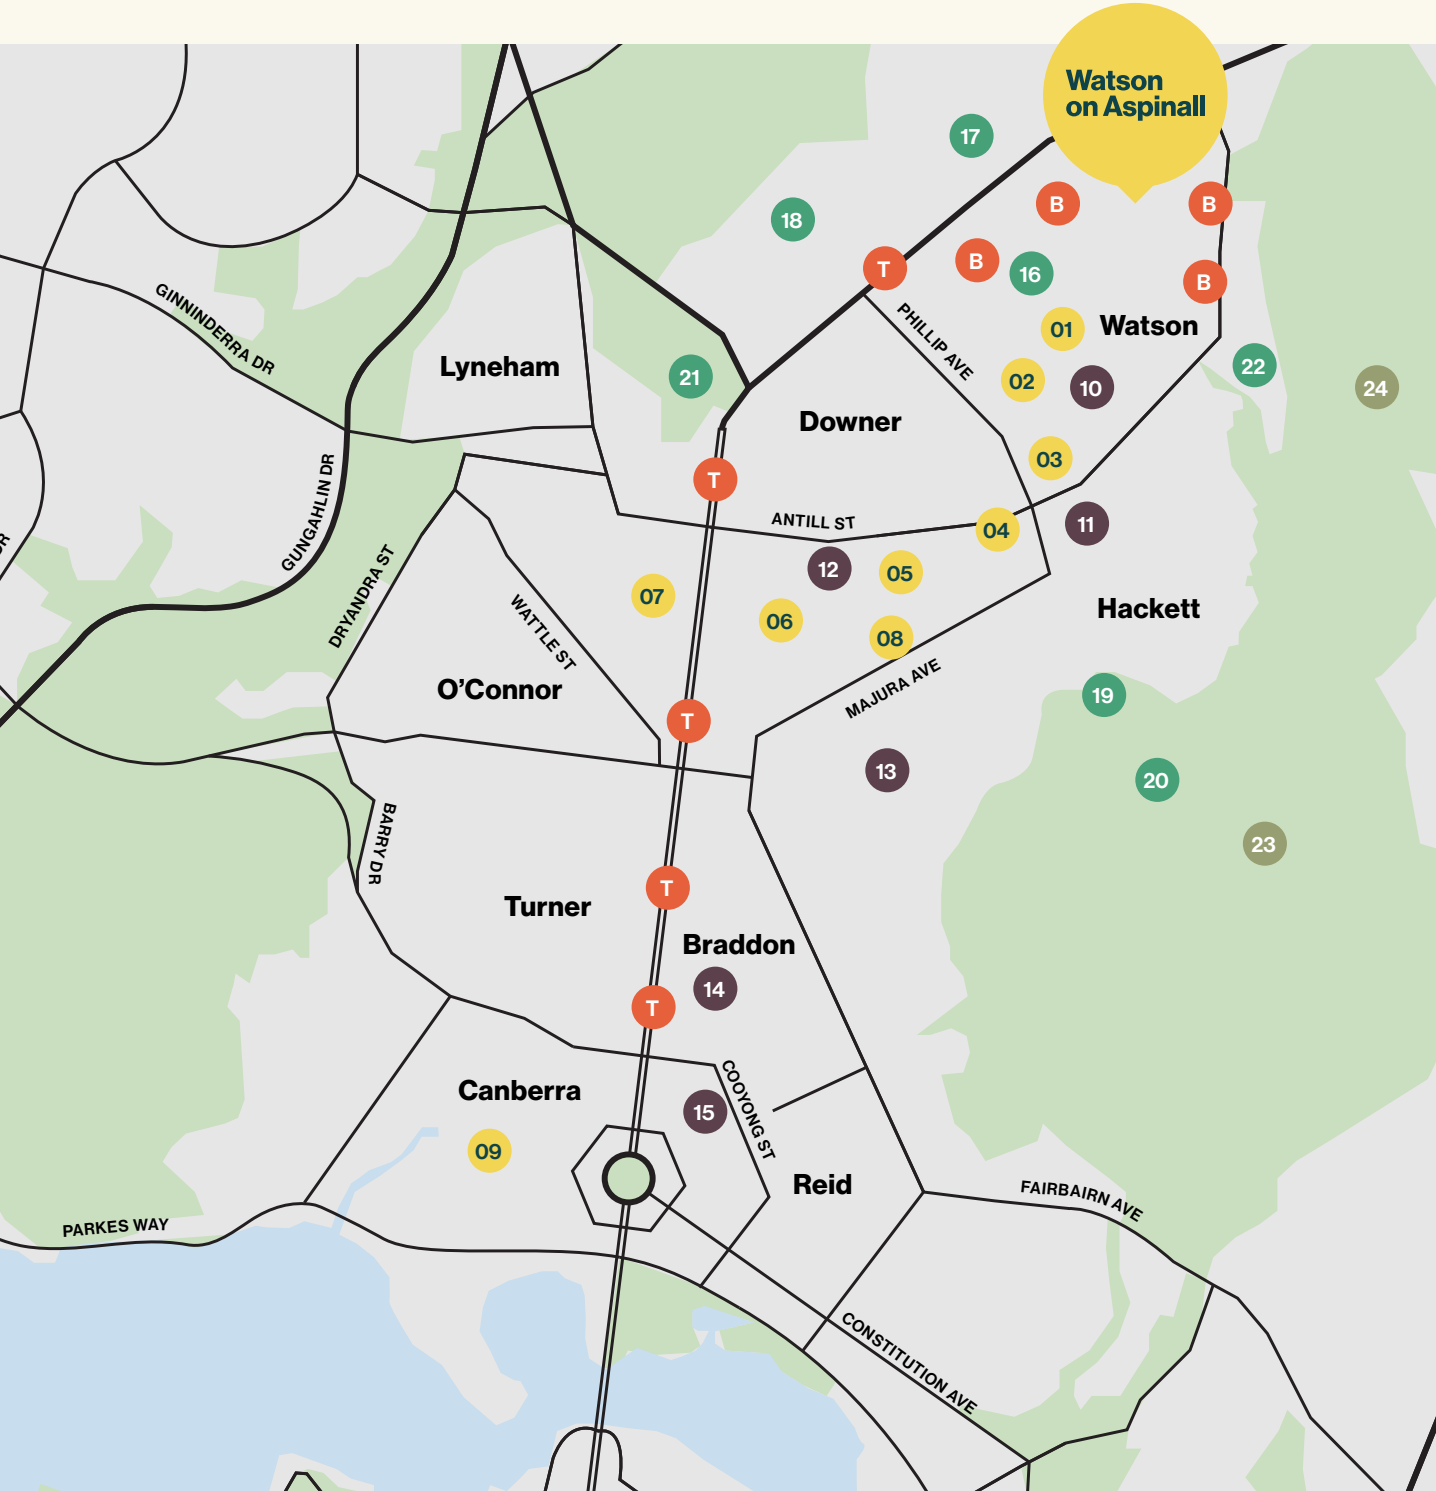 Watson
on Aspinall
17
B
B
18
T
B
16
B
GINNINDERRA DR
PHILLIP AVE
01
Watson
Lyneham
21
22
02
10
24
Downer
03
GUNGAHLIN DR
T
ANTILL ST
04
11
DR
DRYANDRA ST
12
05
07
WATTLE ST
06
Hackett
08
O'Connor
MAJURA AVE
19
T
13
20
BARRY DR
23
T
Turner
Braddon
14
T
Canberra
COOYONG ST
15
09
Reid
FAIRBAIRN AVE
PARKES WAY
CONSTITUTION AVE